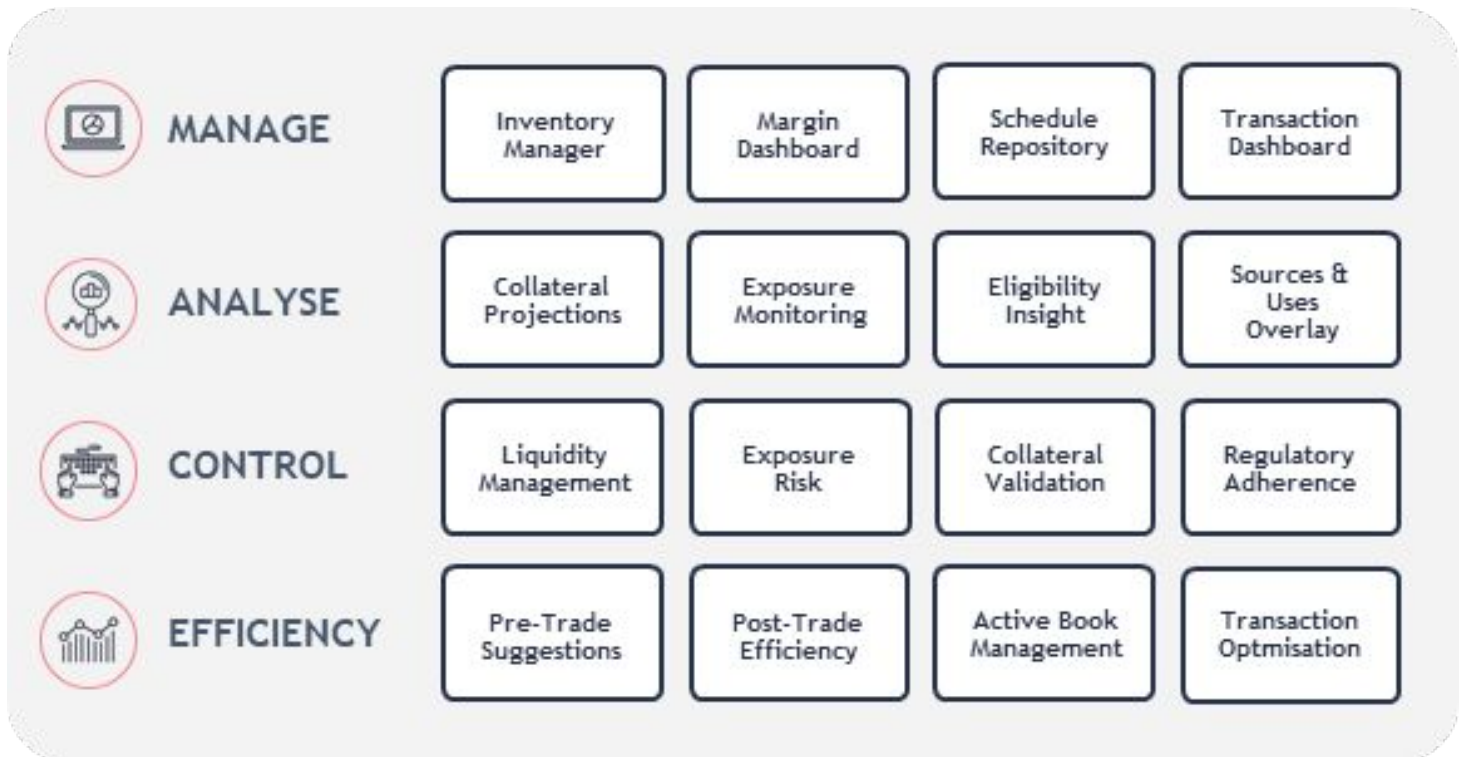 MANAGE
Inventory
Manager
Margin
Dashboard
Schedule
Repository
Transaction
Dashboard
ANALYSE
Collateral
Projections
Exposure
Monitoring
Eligibility
Insight
Sources &
Uses
Overlay
CONTROL
Liquidity
Management
Exposure
Risk
Collateral
Validation
Regulatory
Adherence
EFFICIENCY
Pre-Trade
Suggestions
Post-Trade
Efficiency
Active Book
Management
Transaction
Optmisation